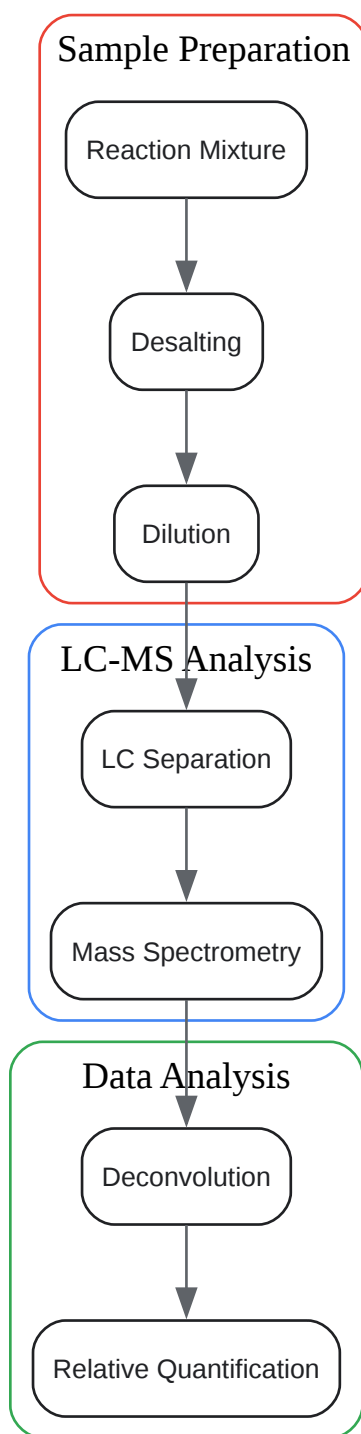 Sample Preparation
Reaction Mixture
Desalting
Dilution
LC-MS Analysis
LC Separation
Mass Spectrometry
Data Analysis
Deconvolution
Relative Quantification